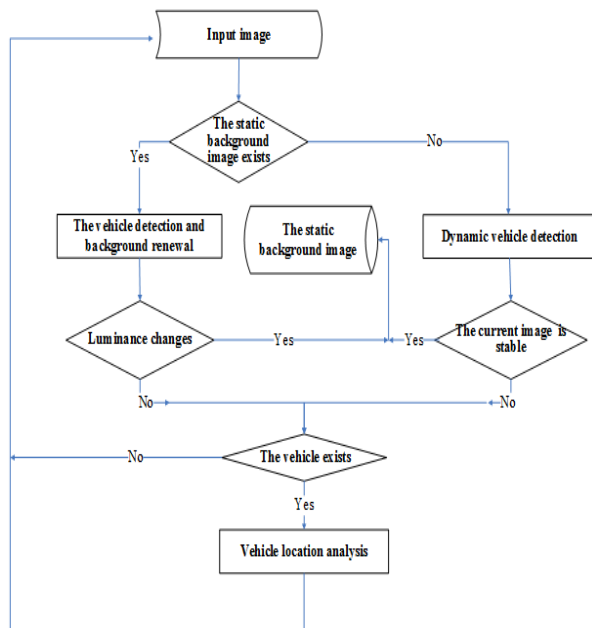 Input image
The static
background
image exists
Yes
No
The vehicle detection and
background renewal
The static
background image
Dynamic vehicle detection
Luminance changes
Yes
Yes
The current image is
stable
No
No
No
The vehicle exists
Yes
Vehicle location analysis